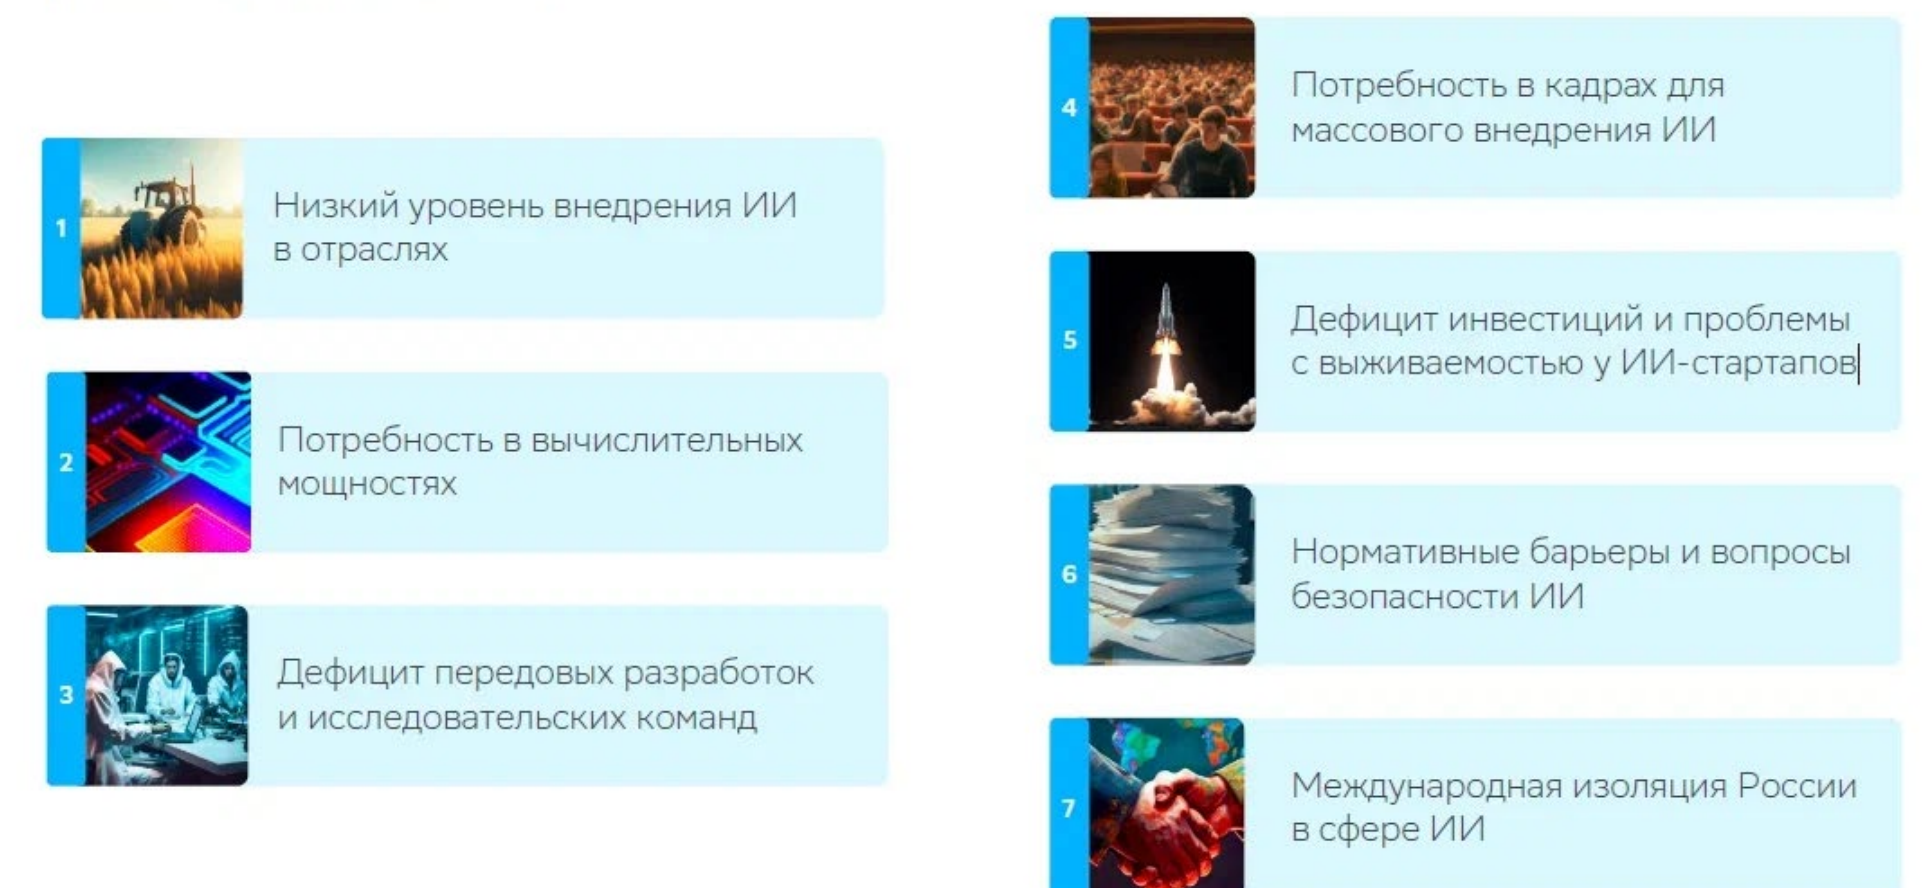 1
Низкий уровень внедрения ИИ
в отраслях
2
Потребность в вычислительных
мощностях
3
Дефицит передовых разработок
и исследовательских команд
4
Потребность в кадрах для
массового внедрения ИИ
5
Дефицит инвестиций и проблемы
с выживаемостью у ИИ-стартапов
6
Нормативные барьеры и вопросы
безопасности ИИ
7
Международная изоляция России
в сфере ИИ